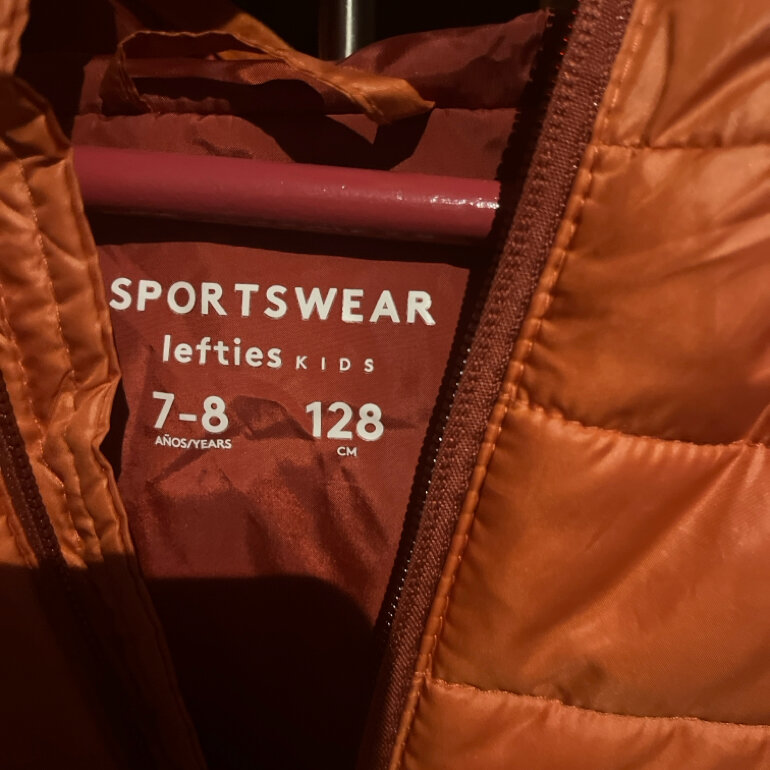 SPORTSWEAR
lefties KIDS
7-8 128
AÑOS/YEARS CM